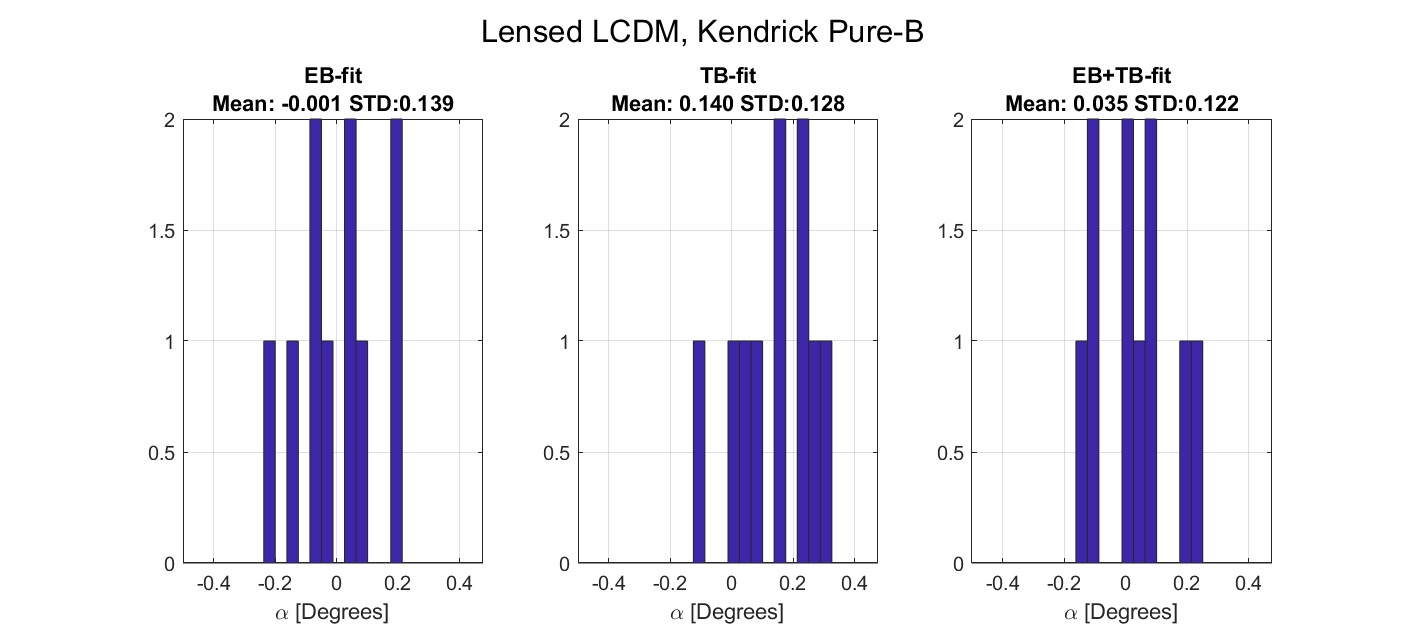 Lensed LCDM, Kendrick Pure-B
EB-fit
Mean: -0.001 STD:0.139
2
1.5
1
0.5
0
-0.4 -0.2 0 0.2 0.4
α [Degrees]
TB-fit
Mean: 0.140 STD:0.128
2
1.5
1
0.5
0
-0.4 -0.2 0 0.2 0.4
α [Degrees]
EB+TB-fit
Mean: 0.035 STD:0.122
2
1.5
1
0.5
0
-0.4 -0.2 0 0.2 0.4
α [Degrees]